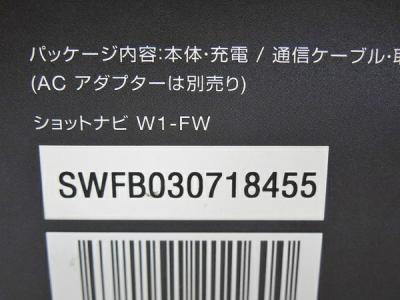 パッケージ内容：本体・充電 / 通信ケーブル・取
(AC アダプターは別売り)
ショットナビ W1-FW
SWFB030718455